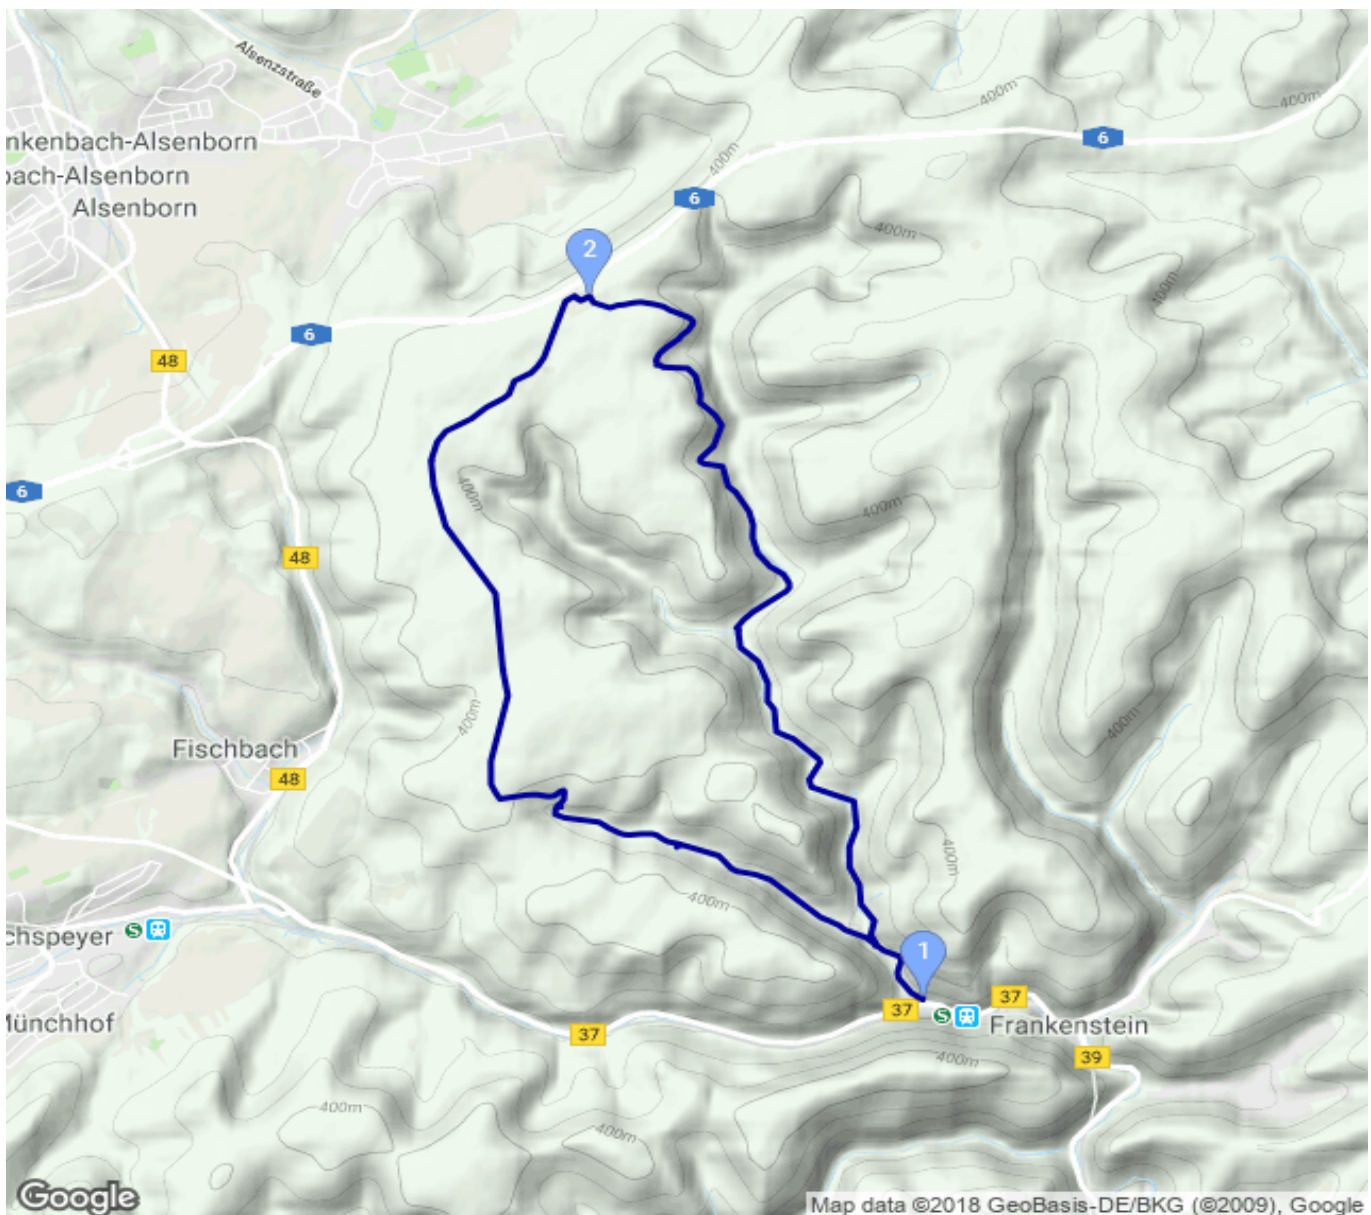 Alsenzstraße
400m
400m
6
nkenbach-Alsenborn
bach-Alsenborn
Alsenborn
400m
6
400m
2
400m
6
48
6
400m
400m
48
400m
400m
Fischbach
48
400m
400m
chspeyer
S
1
37
S
37
Frankenstein
Münchhof
37
400m
39
400m
400m
Google
Map data ©2018 GeoBasis-DE/BKG (©2009), Google